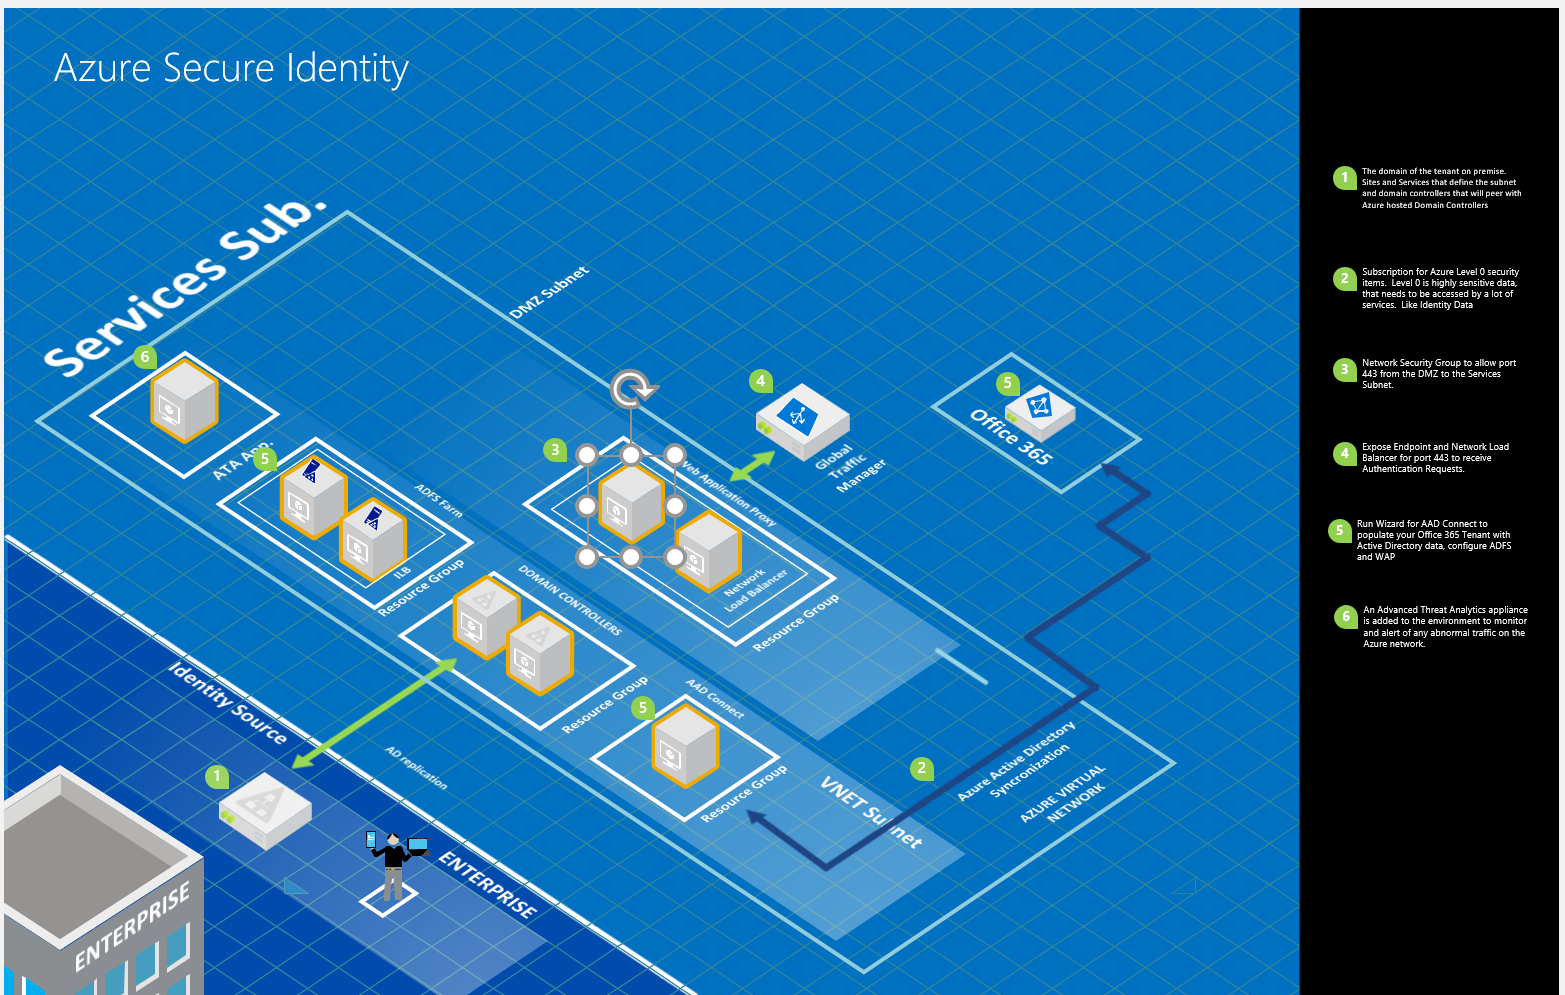 Azure Secure Identity
Services Sub.
DMZ Subnet
6
ATA App.
5
ADFS Farm
ILB
Resource Group
3
Web Application Proxy
Network
Load Balancer
Resource Group
4
Global
Traffic
Manager
5
Office 365
DOMAIN CONTROLLERS
Resource Group
5
AAD Connect
Resource Group
VNET Subnet
2
Azure Active Directory
Syncronization
AZURE VIRTUAL
NETWORK
Identity Source
AD replication
1
ENTERPRISE
ENTERPRISE
1
The domain of the tenant on premise.
Sites and Services that define the subnet
and domain controllers that will peer with
Azure hosted Domain Controllers
2
Subscription for Azure Level 0 security
items.  Level 0 is highly sensitive data,
that needs to be accessed by a lot of
services.  Like Identity Data
3
Network Security Group to allow port
443 from the DMZ to the Services
Subnet.
4
Expose Endpoint and Network Load
Balancer for port 443 to receive
Authentication Requests.
5
Run Wizard for AAD Connect to
populate your Office 365 Tenant with
Active Directory data, configure ADFS
and WAP
6
An Advanced Threat Analytics appliance
is added to the environment to monitor
and alert of any abnormal traffic on the
Azure network.